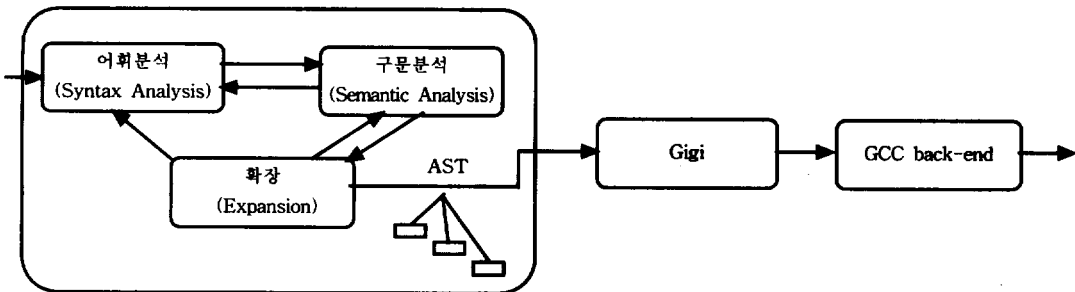 어휘분석
(Syntax Analysis)
구문분석
(Semantic Analysis)
확장
(Expansion)
AST
Gigi
GCC back-end